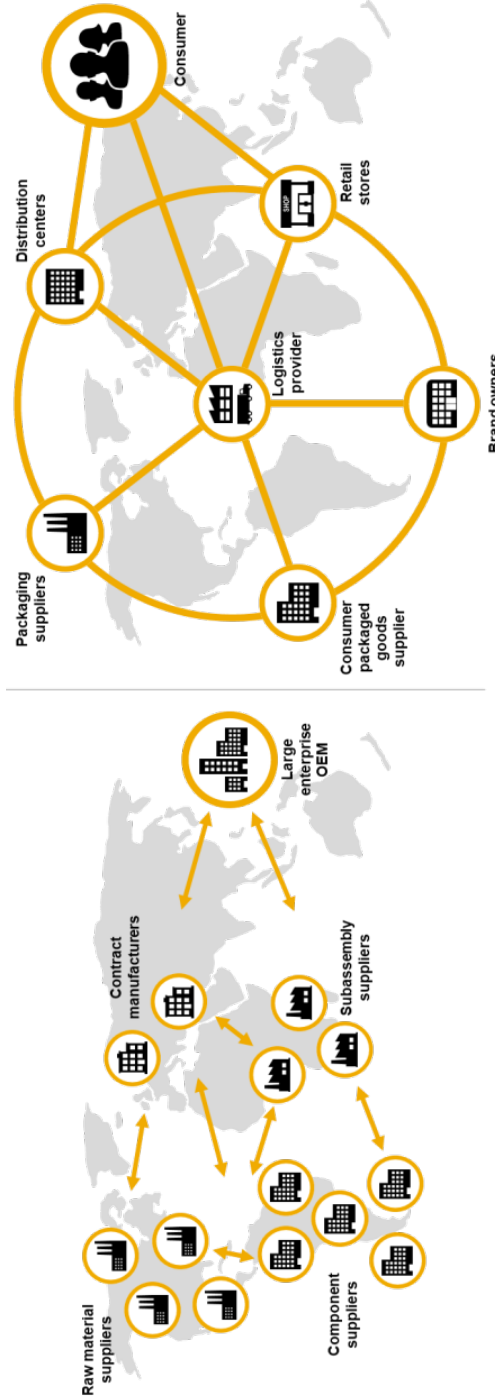 Raw material
suppliers
Contract
manufacturers
Large
enterprise
OEM
Component
suppliers
Subassembly
suppliers
Packaging
suppliers
Distribution
centers
Consumer
Logistics
provider
SHOP
Retail
stores
Consumer
packaged
goods
supplier
Brand owners